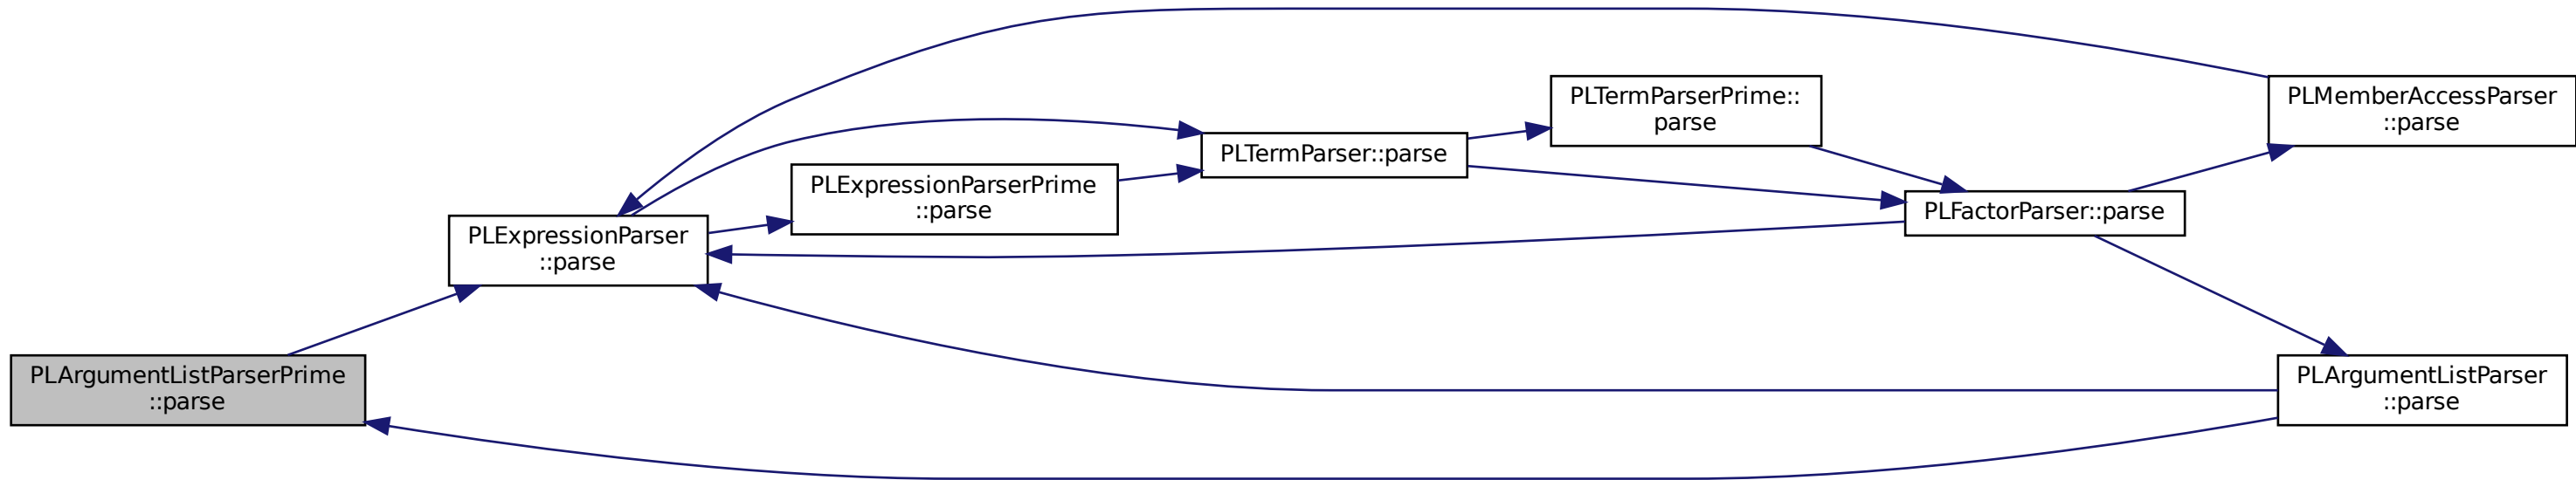 PLArgumentListParserPrime
::parse
PLExpressionParser
::parse
PLExpressionParserPrime
::parse
PLTermParser::parse
PLTermParserPrime::
parse
PLFactorParser::parse
PLMemberAccessParser
::parse
PLArgumentListParser
::parse